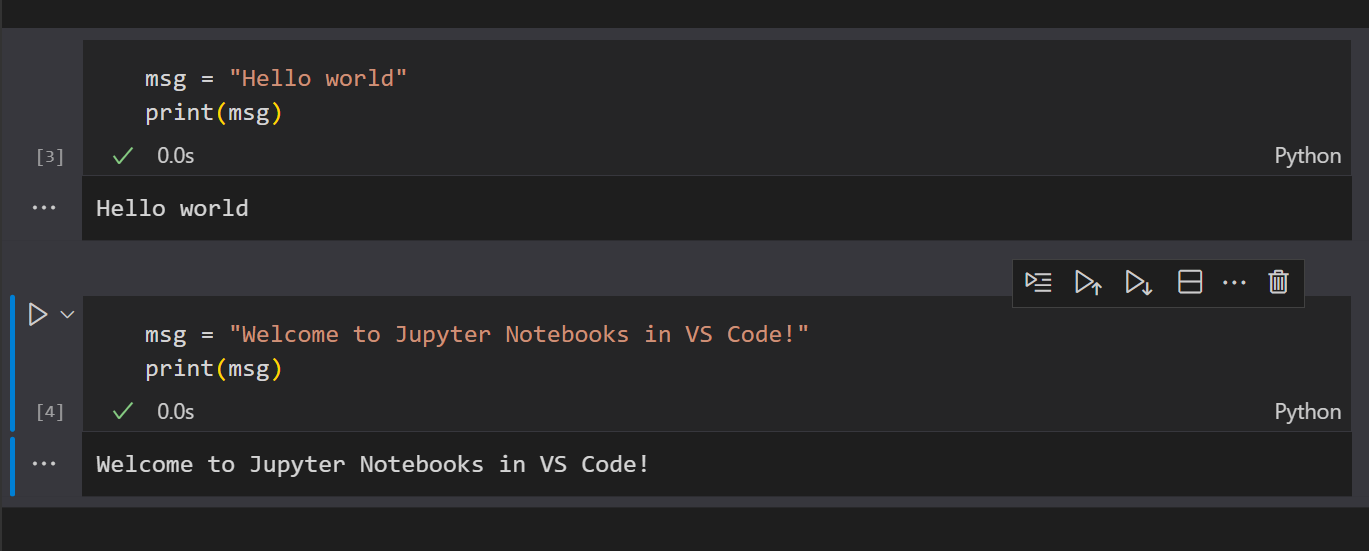 msg = "Hello world"
print(msg)
[3] 0.0s Python
Hello world
msg = "Welcome to Jupyter Notebooks in VS Code!"
print(msg)
[4] 0.0s Python
Welcome to Jupyter Notebooks in VS Code!